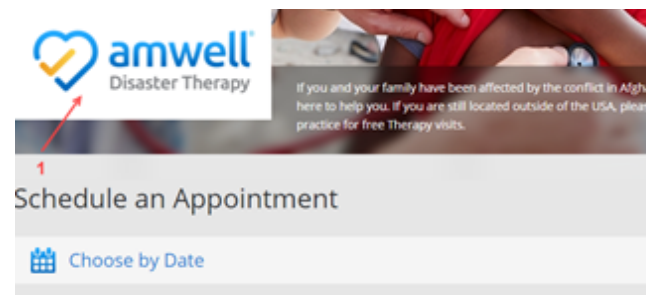 amwell
Disaster Therapy
If you and your family have been affected by the conflict in
here to help you. If you are still located outside of the USA,
practice for free Therapy visits.
1
Schedule an Appointment
Choose by Date